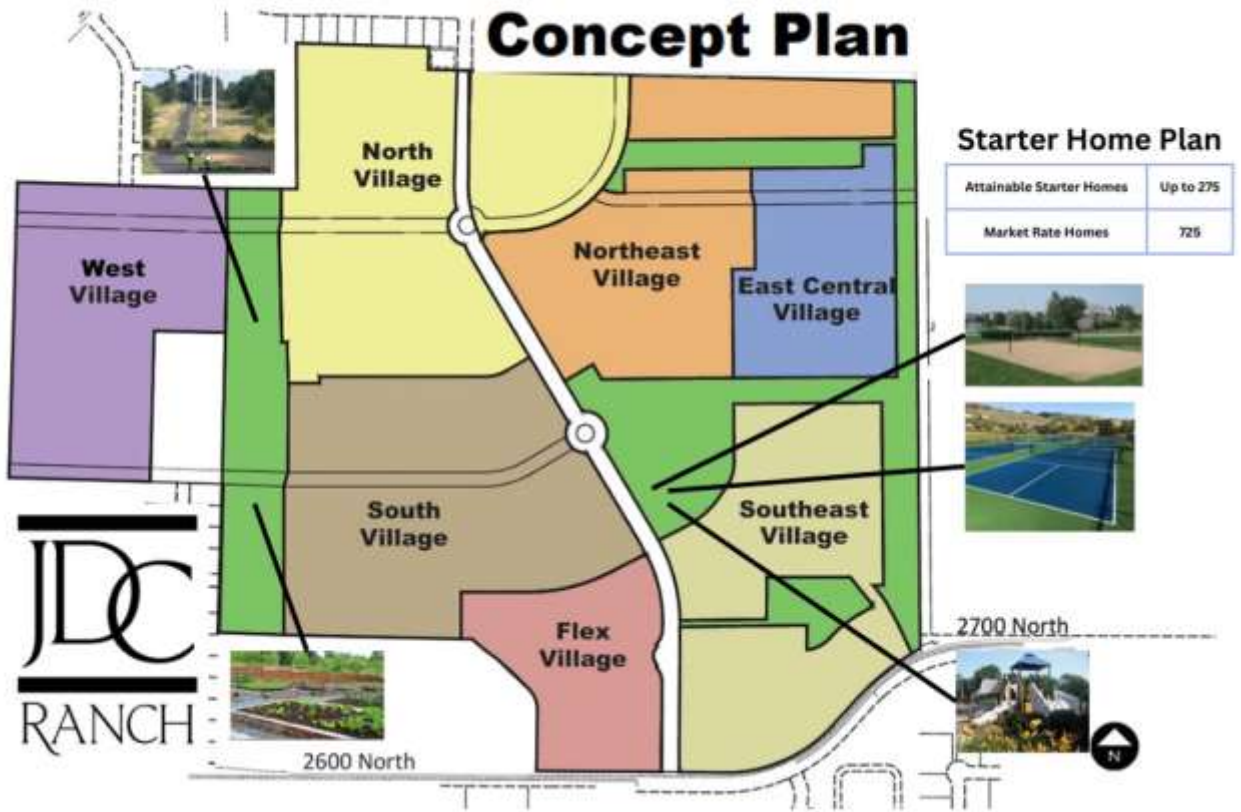 Concept Plan
North
Village
Starter Home Plan
Attainable Starter Homes Up to 275
Market Rate Homes 725
West
Village
Northeast
Village
East Central
Village
South
Village
Southeast
Village
Flex
Village
JDC
RANCH
2700 North
2600 North
N